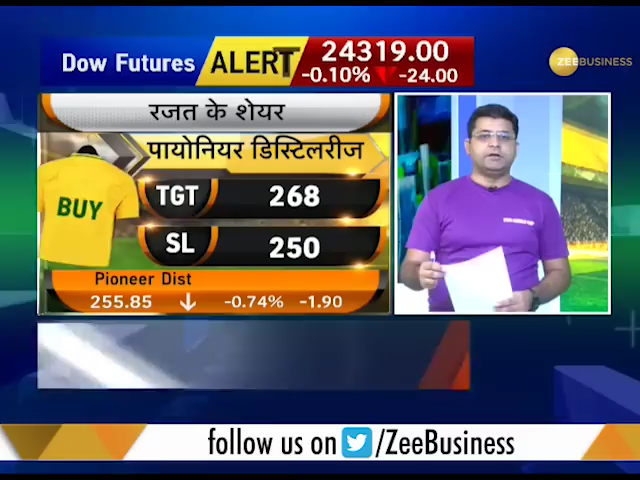 Dow Futures
ALERT
24319.00
-0.10% -24.00
ZEEBUSINESS
रजत के शेयर
पायोनियर डिस्टिलरीज
BUY
TGT 268
SL 250
Pioneer Dist
255.85 -0.74% -1.90
follow us on /ZeeBusiness